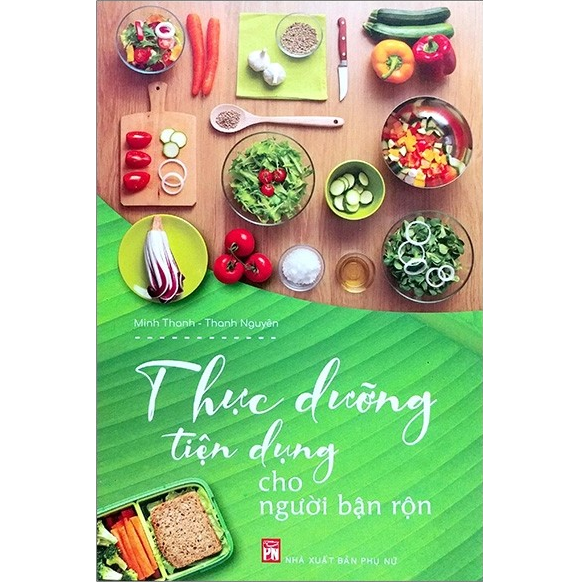 Minh Thanh - Thanh Nguyên
Thực dưỡng
tiện dụng
cho
người bận rộn
PN
NHÀ XUẤT BẢN PHỤ NỮ